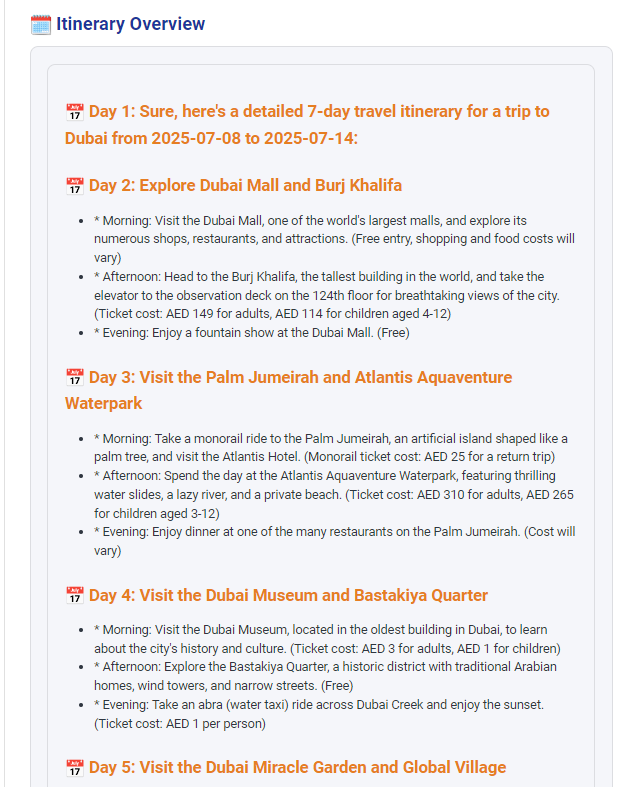 Itinerary Overview
Day 1: Sure, here's a detailed 7-day travel itinerary for a trip to
Dubai from 2025-07-08 to 2025-07-14:
Day 2: Explore Dubai Mall and Burj Khalifa
• * Morning: Visit the Dubai Mall, one of the world's largest malls, and explore its
numerous shops, restaurants, and attractions. (Free entry, shopping and food costs will
vary)
• * Afternoon: Head to the Burj Khalifa, the tallest building in the world, and take the
elevator to the observation deck on the 124th floor for breathtaking views of the city.
(Ticket cost: AED 149 for adults, AED 114 for children aged 4-12)
• * Evening: Enjoy a fountain show at the Dubai Mall. (Free)
Day 3: Visit the Palm Jumeirah and Atlantis Aquaventure
Waterpark
• * Morning: Take a monorail ride to the Palm Jumeirah, an artificial island shaped like a
palm tree, and visit the Atlantis Hotel. (Monorail ticket cost: AED 25 for a return trip)
• * Afternoon: Spend the day at the Atlantis Aquaventure Waterpark, featuring thrilling
water slides, a lazy river, and a private beach. (Ticket cost: AED 310 for adults, AED 265
for children aged 3-12)
• * Evening: Enjoy dinner at one of the many restaurants on the Palm Jumeirah. (Cost will
vary)
Day 4: Visit the Dubai Museum and Bastakiya Quarter
• * Morning: Visit the Dubai Museum, located in the oldest building in Dubai, to learn
about the city's history and culture. (Ticket cost: AED 3 for adults, AED 1 for children)
• * Afternoon: Explore the Bastakiya Quarter, a historic district with traditional Arabian
homes, wind towers, and narrow streets. (Free)
• * Evening: Take an abra (water taxi) ride across Dubai Creek and enjoy the sunset.
(Ticket cost: AED 1 per person)
Day 5: Visit the Dubai Miracle Garden and Global Village